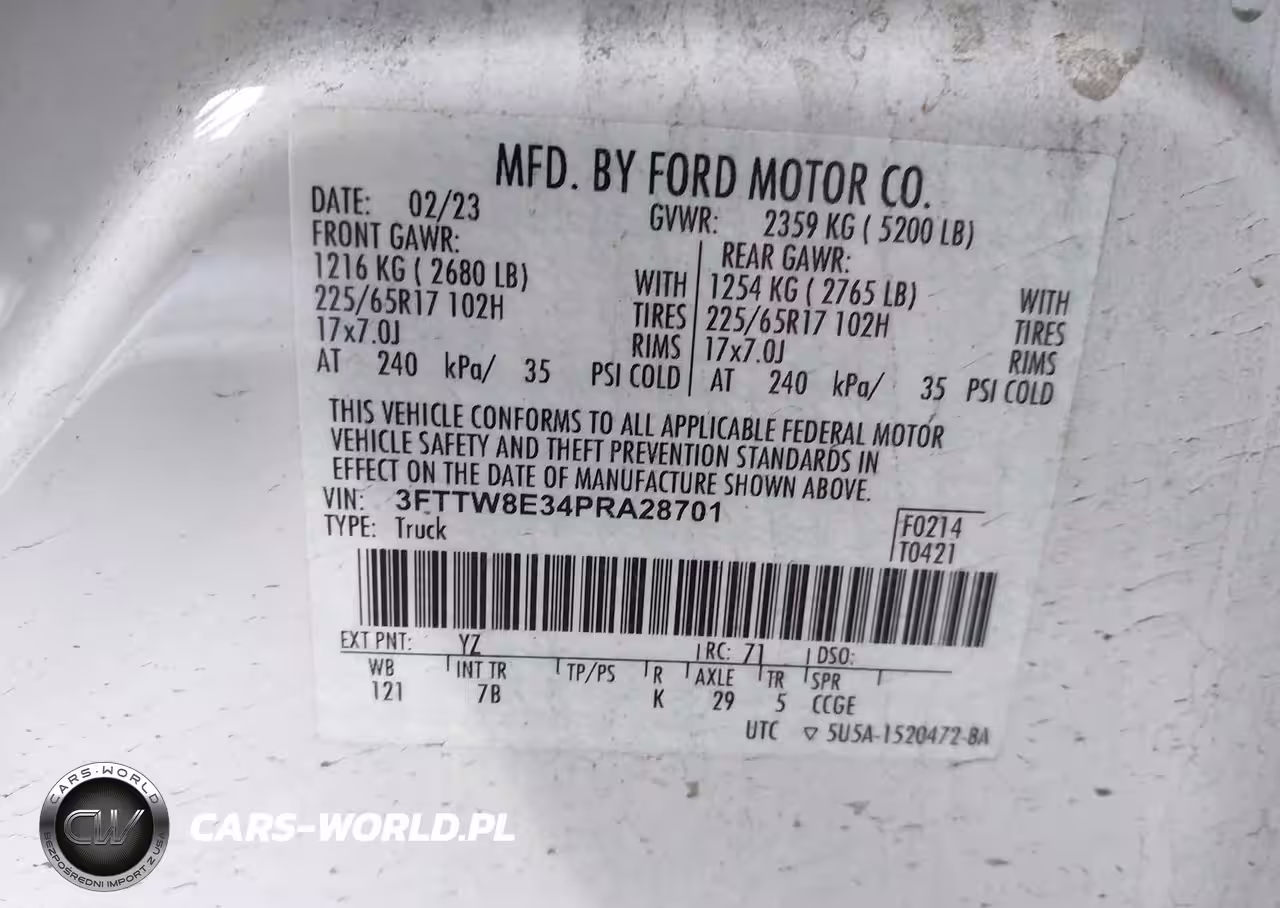 MFD. BY FORD MOTOR CO.
DATE: 02/23 GVWR: 2359 KG ( 5200 LB)
FRONT GAWR: REAR GAWR:
1216 KG ( 2680 LB) WITH 1254 KG ( 2765 LB) WITH
225/65R17 102H TIRES 225/65R17 102H TIRES
17x7.0J RIMS 17x7.0J RIMS
AT 240 kPa/ 35 PSI COLD AT 240 kPa/ 35 PSI COLD
THIS VEHICLE CONFORMS TO ALL APPLICABLE FEDERAL MOTOR
VEHICLE SAFETY AND THEFT PREVENTION STANDARDS IN
EFFECT ON THE DATE OF MANUFACTURE SHOWN ABOVE.
VIN: 3FTTW8E34PRA28701
TYPE: Truck F0214
T0421
EXT PNT: YZ RC: 71 DSO:
WB INT TR TP/PS R AXLE TR SPR
121 7B K 29 5 CCGE
UTC ▽ 5U5A-1520472-BA
CARS-WORLD
CW
BEZPOŚREDNI IMPORT Z USA
CARS-WORLD.PL